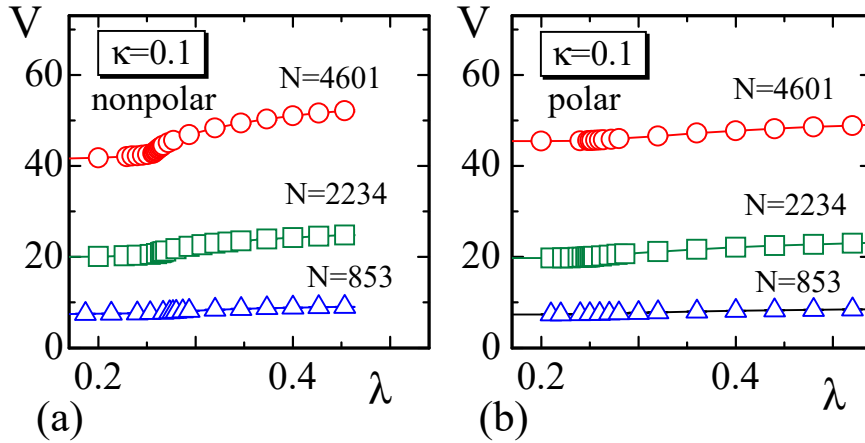 V
κ=0.1
nonpolar
N=4601
N=2234
N=853
60
40
20
0
0.2
0.4
λ
(a)
V
κ=0.1
polar
N=4601
N=2234
N=853
60
40
20
0
0.2
0.4
λ
(b)